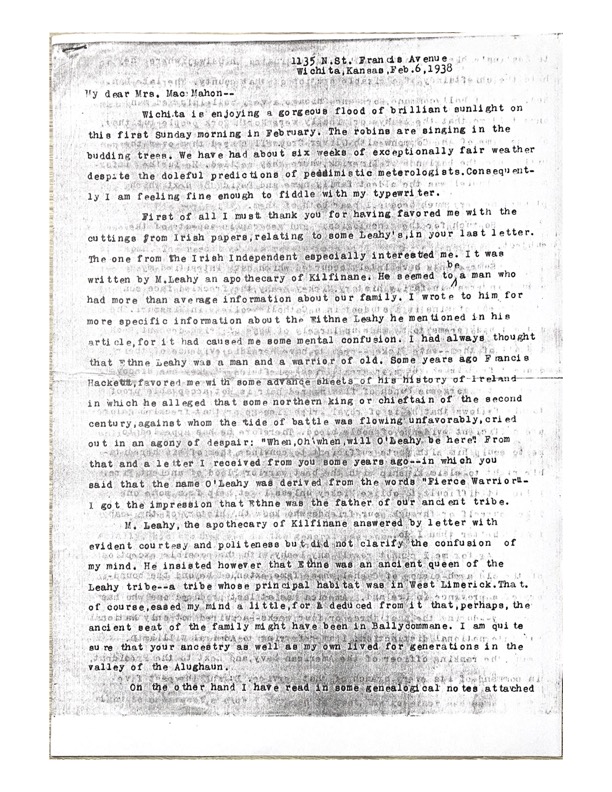 1135 N.St. Francis Avenue
Wichita,Kansas,Feb.6,1938
My dear Mrs. Mac Mahon--
Wichita is enjoying a gorgeous flood of brilliant sunlight on
this first Sunday morning in February. The robins are singing in the
budding trees. We have had about six weeks of exceptionally fair weather
despite the doleful predictions of pessimistic meterologists.Consequent-
ly I am feeling fine enough to fiddle with my typewriter.
First of all I must thank you for having favored me with the
cuttings from Irish papers,relating to some Leahy's,in your last letter.
The one from the Irish Independent especially interested me. It was
be
written by M.Leahy an apothecary of Kilfinane. He seemed to,a man who
had more than average information about our family. I wrote to him for
more specific information about the Eithne Leahy he mentioned in his
article,for it had caused me some mental confusion. I had always thought
that Ethne Leahy was a man and a warrior of old. Some years ago Francis
Hackett,favored me with some advance sheets of his history of Ireland
in which he alleged that some northern king or chieftain of the second
century,against whom the tide of battle was flowing unfavorably,cried
out in an agony of despair: "When,Oh when,will O'Leahy be here" From
that and a letter I received from you some years ago--in which you
said that the name O'Leahy was derived from the words "Fierce Warrior"-
I got the impression that Ethne was the father of our ancient tribe.
M. Leahy, the apothecary of Kilfinane answered by letter with
evident courtesy and politeness but did not clarify the confusion of
my mind. He insisted however that Ethne was an ancient queen of the
Leahy tribe--a tribe whose principal habitat was in West Limerick.That.
of course,eased my mind a little,for I deduced from it that,perhaps,the
ancient seat of the family might have been in Ballydommane. I am quite
sure that your ancestry as well as my own lived for generations in the
valley of the Alughaun.
On the other hand I have read in some genealogical notes attached